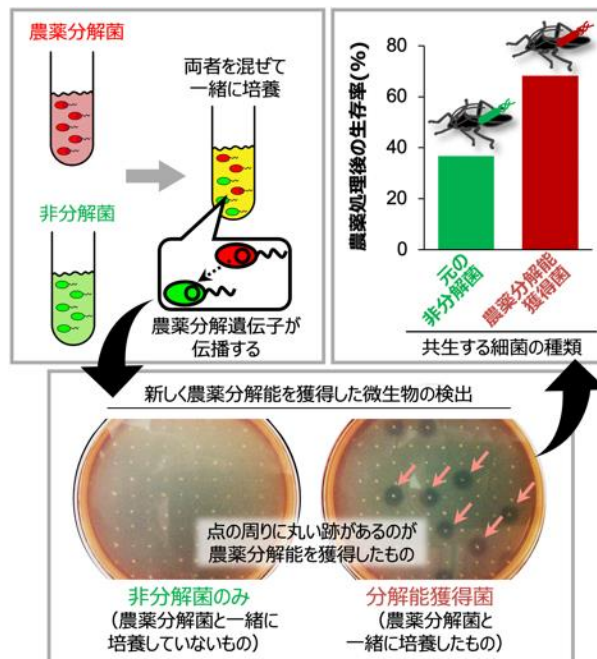 農薬分解菌
非分解菌
両者を混ぜて
一緒に培養
農薬分解遺伝子が
伝播する
農薬処理後の生存率(%)
80
60
40
20
0
元の
非分解菌
農薬分解能
獲得菌
共生する細菌の種類
新しく農薬分解能を獲得した微生物の検出
点の周りに丸い跡があるのが
農薬分解能を獲得したもの
非分解菌のみ
(農薬分解菌と一緒に
培養していないもの)
分解能獲得菌
(農薬分解菌と
一緒に培養したもの)